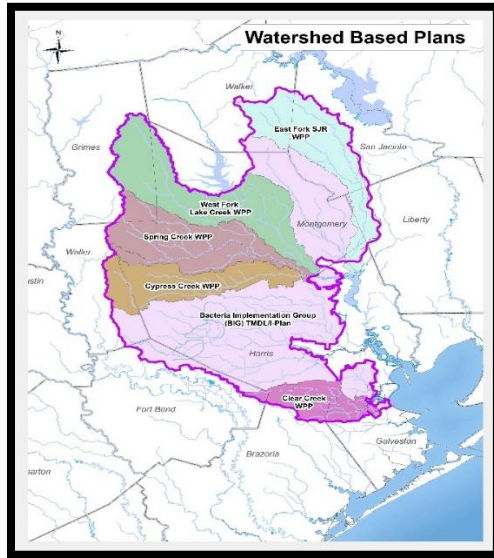 Watershed Based Plans
N
Walker
East Fork SJR
WPP
San Jacinto
Grimes
West Fork
Lake Creek WPP
Montgomery
Liberty
Spring Creek WPP
Waller
Cypress Creek WPP
Bacteria Implementation Group
(BIG) TMDL/I-Plan
Harris
Clear Creek
WPP
Fort Bend
Galveston
Brazoria